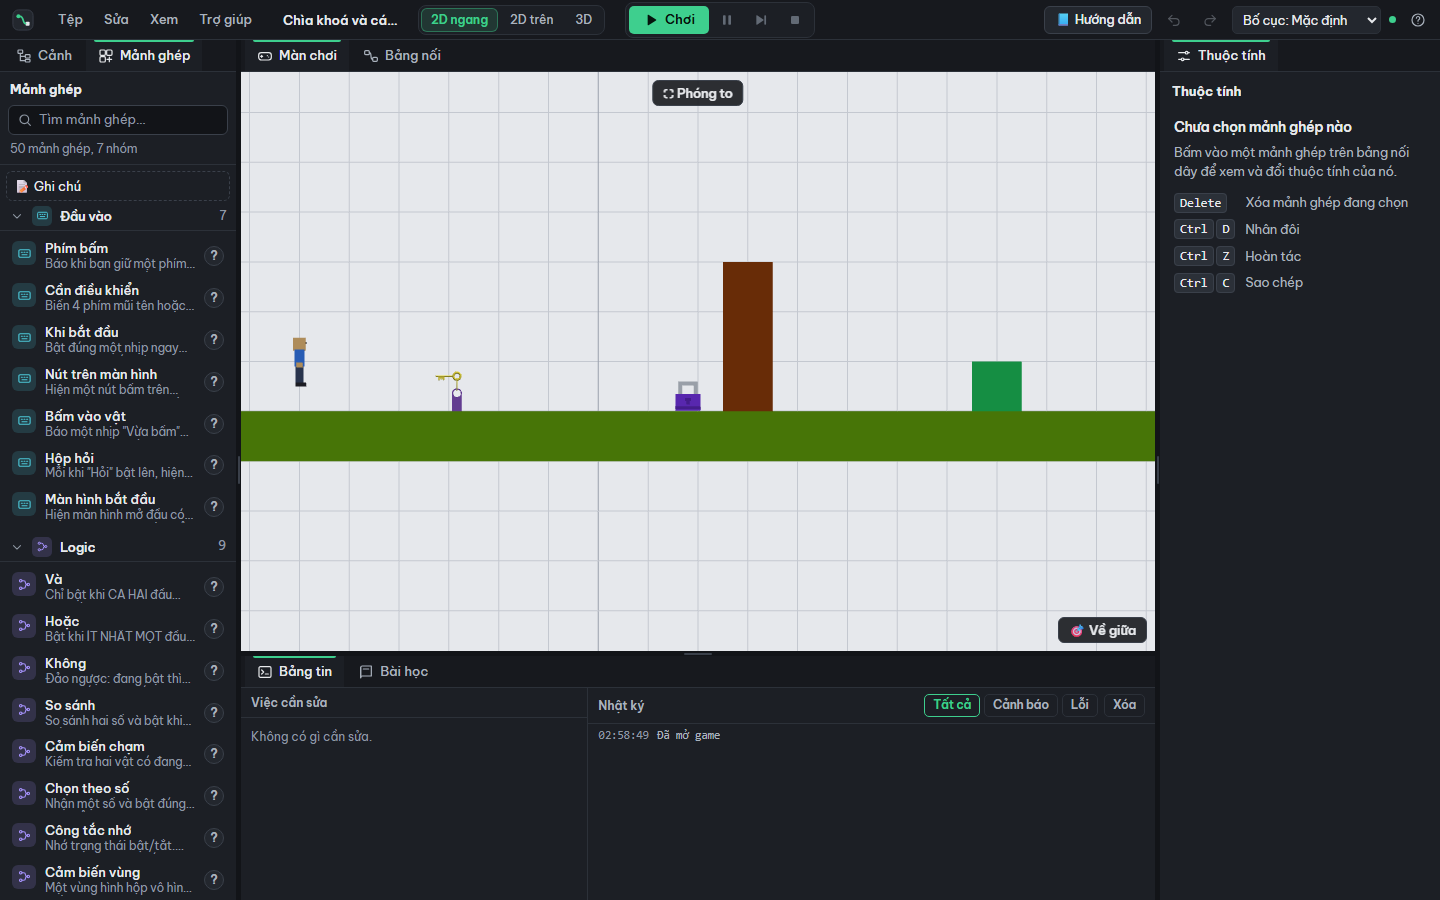 Tệp Sửa Xem Trợ giúp Chìa khoá và cá... 2D ngang 2D trên 3D Chơi Hướng dẫn Bố cục: Mặc định
Cảnh Mảnh ghép Màn chơi Bảng nối Thuộc tính
Mảnh ghép
Tìm mảnh ghép...
50 mảnh ghép, 7 nhóm
Ghi chú
Đầu vào 7
Phím bấm
Báo khi bạn giữ một phím... ?
Cần điều khiển
Biến 4 phím mũi tên hoặc... ?
Khi bắt đầu
Bật đúng một nhịp ngay... ?
Nút trên màn hình
Hiện một nút bấm trên... ?
Bấm vào vật
Báo một nhịp "Vừa bấm"... ?
Hộp hỏi
Mỗi khi "Hỏi" bật lên, hiện... ?
Màn hình bắt đầu
Hiện màn hình mở đầu có... ?
Logic 9
Và
Chỉ bật khi CẢ HAI đầu... ?
Hoặc
Bật khi ÍT NHẤT MỘT đầu... ?
Không
Đảo ngược: đang bật thì... ?
So sánh
So sánh hai số và bật khi... ?
Cảm biến chạm
Kiểm tra hai vật có đang... ?
Chọn theo số
Nhận một số và bật đúng... ?
Công tắc nhớ
Nhớ trạng thái bật/tắt.... ?
Cảm biến vùng
Một vùng hình hộp vô hìn... ?
Phóng to
Về giữa
Bảng tin Bài học
Việc cần sửa
Không có gì cần sửa.
Nhật ký Tất cả Cảnh báo Lỗi Xóa
02:58:49 Đã mở game
Thuộc tính
Chưa chọn mảnh ghép nào
Bấm vào một mảnh ghép trên bảng nối
dây để xem và đổi thuộc tính của nó.
Delete Xóa mảnh ghép đang chọn
Ctrl D Nhân đôi
Ctrl Z Hoàn tác
Ctrl C Sao chép